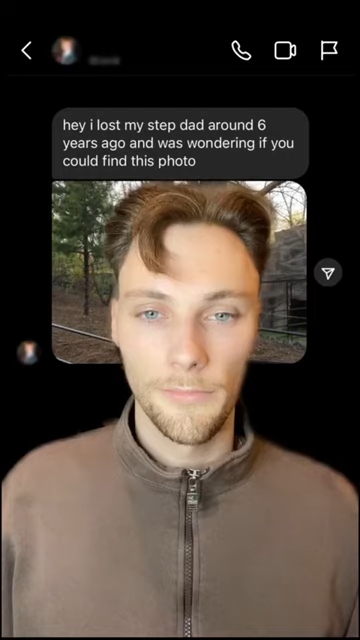 hey i lost my step dad around 6
years ago and was wondering if you
could find this photo